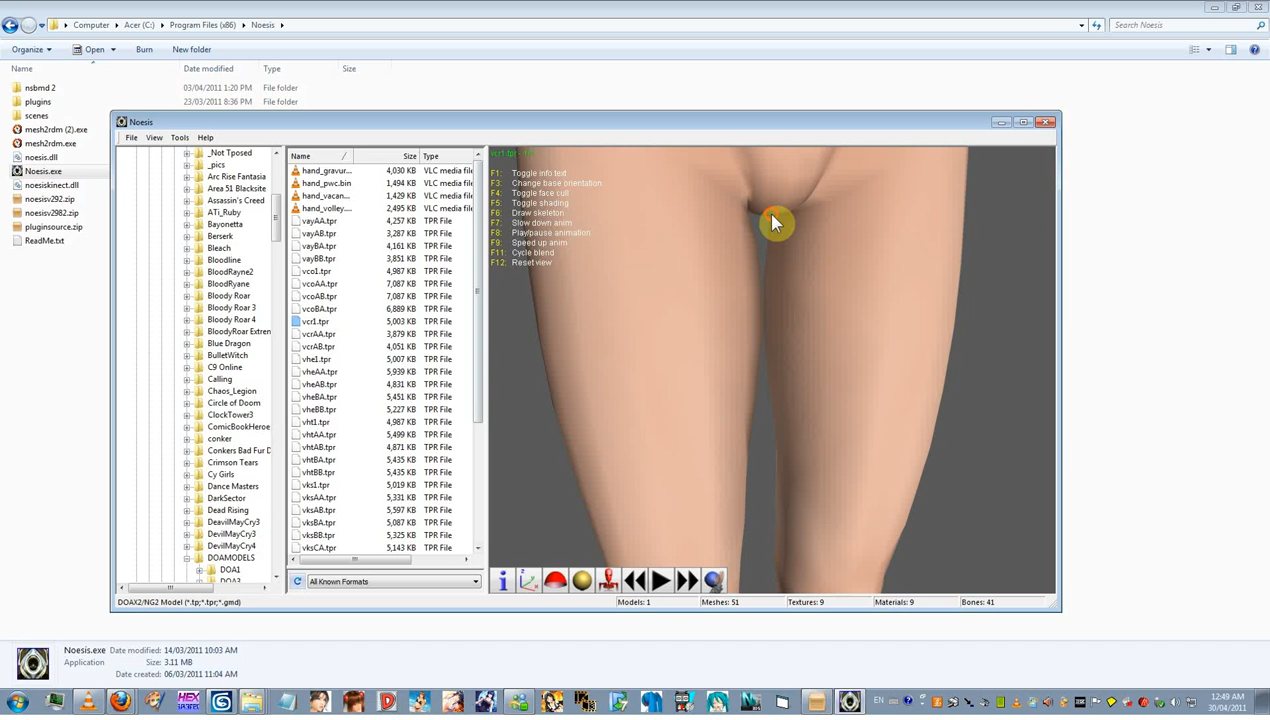 Computer ▸ Acer (C:) ▸ Program Files (x86) ▸ Noesis ▸
Search Noesis
Organize Open Burn New folder
Name Date modified Type Size
nsbmd 2 03/04/2011 1:20 PM File folder
plugins 23/03/2011 8:36 PM File folder
scenes
mesh2rdm (2).exe
mesh2rdm.exe
noesis.dll
Noesis.exe
noesiskinect.dll
noesisv292.zip
noesisv2982.zip
pluginsource.zip
ReadMe.txt
Noesis
File View Tools Help
_Not Tposed
_pics
Arc Rise Fantasia
Area 51 Blacksite
Assassin's Creed
ATi_Ruby
Bayonetta
Berserk
Bleach
Bloodline
BloodRayne2
BloodRyane
Bloody Roar
Bloody Roar 3
Bloody Roar 4
BloodyRoar Extren
Blue Dragon
BulletWitch
C9 Online
Calling
Chaos_Legion
Circle of Doom
ClockTower3
ComicBookHeroe
conker
Conkers Bad Fur D
Crimson Tears
Cy Girls
Dance Masters
DarkSector
Dead Rising
DeavilMayCry3
DevilMayCry3
DevilMayCry4
DOAMODELS
DOA1
Name Size Type
hand_gravur... 4,030 KB VLC media file
hand_pwc.bin 1,494 KB VLC media file
hand_vacan... 1,429 KB VLC media file
hand_volley.... 2,495 KB VLC media file
vayAA.tpr 4,257 KB TPR File
vayAB.tpr 3,287 KB TPR File
vayBA.tpr 4,161 KB TPR File
vayBB.tpr 3,851 KB TPR File
vco1.tpr 4,987 KB TPR File
vcoAA.tpr 7,087 KB TPR File
vcoAB.tpr 7,087 KB TPR File
vcoBA.tpr 6,889 KB TPR File
vcr1.tpr 5,003 KB TPR File
vcrAA.tpr 3,879 KB TPR File
vcrAB.tpr 4,051 KB TPR File
vhe1.tpr 5,007 KB TPR File
vheAA.tpr 5,939 KB TPR File
vheAB.tpr 4,831 KB TPR File
vheBA.tpr 5,451 KB TPR File
vheBB.tpr 5,227 KB TPR File
vht1.tpr 4,987 KB TPR File
vhtAA.tpr 5,499 KB TPR File
vhtAB.tpr 4,871 KB TPR File
vhtBA.tpr 5,435 KB TPR File
vhtBB.tpr 5,435 KB TPR File
vks1.tpr 5,019 KB TPR File
vksAA.tpr 5,331 KB TPR File
vksAB.tpr 5,597 KB TPR File
vksBA.tpr 5,087 KB TPR File
vksBB.tpr 5,325 KB TPR File
vksCA.tpr 5,143 KB TPR File
All Known Formats
vcr1.tpr
F1: Toggle info text
F3: Change base orientation
F4: Toggle face cull
F5: Toggle shading
F6: Draw skeleton
F7: Slow down anim
F8: Play/pause animation
F9: Speed up anim
F11: Cycle blend
F12: Reset view
DOAX2/NG2 Model (*.tp;*.tpr;*.gmd) Models: 1 Meshes: 51 Textures: 9 Materials: 9 Bones: 41
Noesis.exe Date modified: 14/03/2011 10:03 AM
Application Size: 3.11 MB
Date created: 06/03/2011 11:04 AM
HEX
EN
12:49 AM
30/04/2011